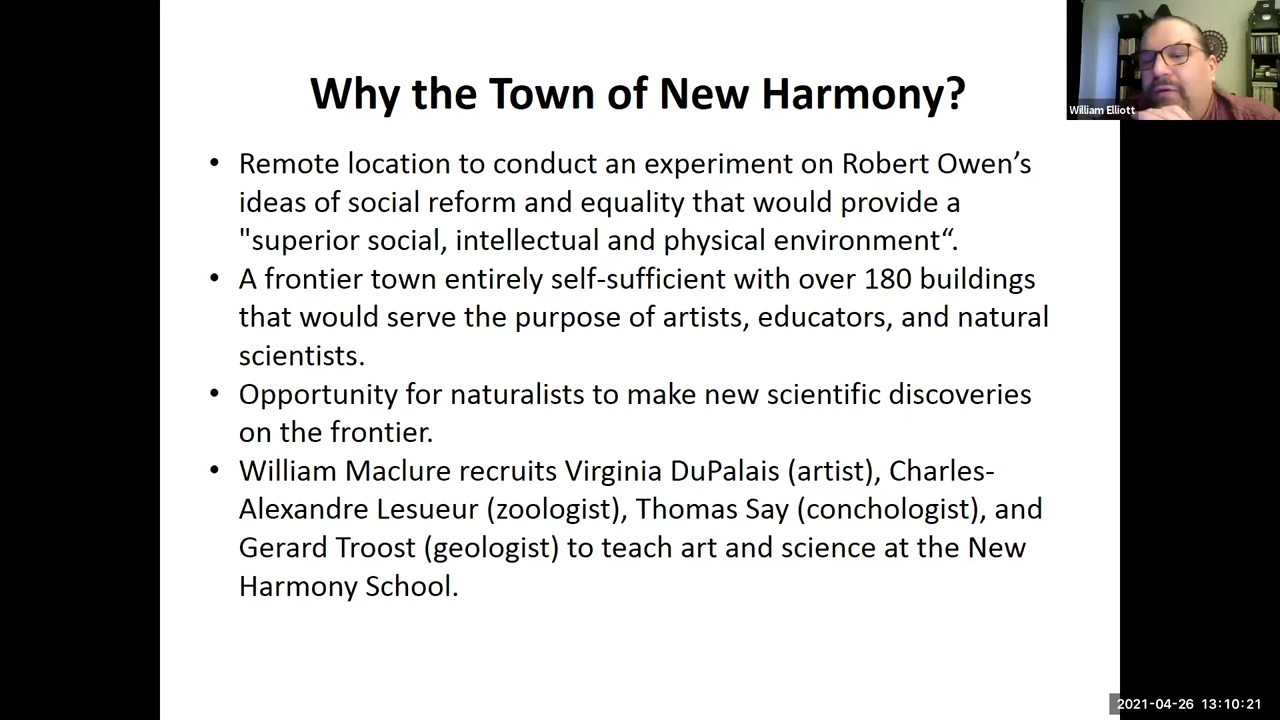 Why the Town of New Harmony?
William Elliott
• Remote location to conduct an experiment on Robert Owen’s
ideas of social reform and equality that would provide a
"superior social, intellectual and physical environment“.
• A frontier town entirely self-sufficient with over 180 buildings
that would serve the purpose of artists, educators, and natural
scientists.
• Opportunity for naturalists to make new scientific discoveries
on the frontier.
• William Maclure recruits Virginia DuPalais (artist), Charles-
Alexandre Lesueur (zoologist), Thomas Say (conchologist), and
Gerard Troost (geologist) to teach art and science at the New
Harmony School.
2021-04-26 13:10:21